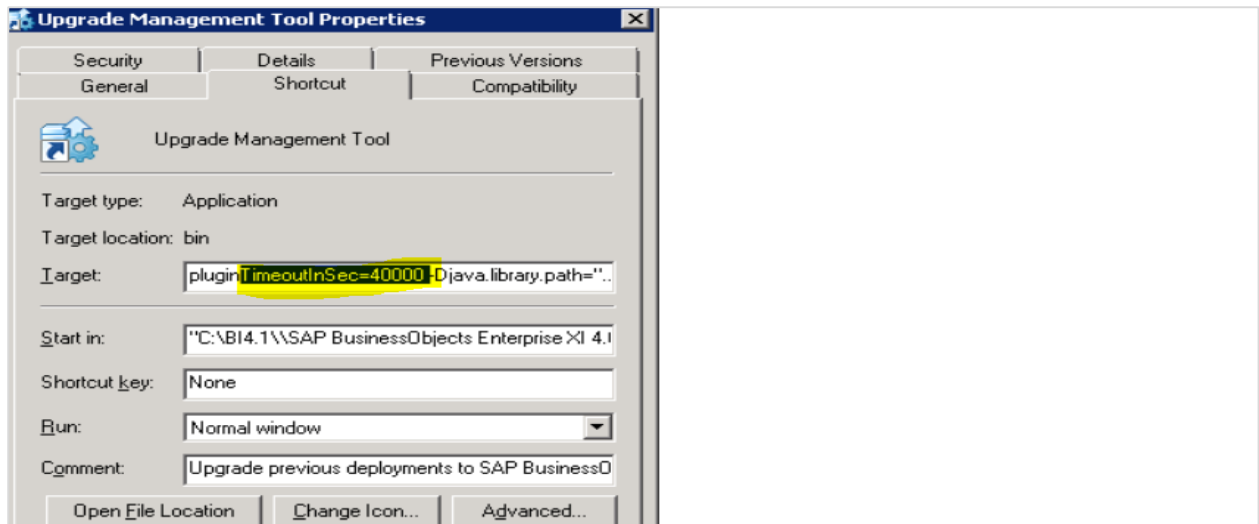 Upgrade Management Tool Properties
Security Details Previous Versions
General Shortcut Compatibility
Upgrade Management Tool
Target type: Application
Target location: bin
Target: pluginTimeoutInSec=40000 -Djava.library.path="..
Start in: "C:\BI4.1\\SAP BusinessObjects Enterprise XI 4.
Shortcut key: None
Run: Normal window
Comment: Upgrade previous deployments to SAP BusinessO
Open File Location Change Icon... Advanced...